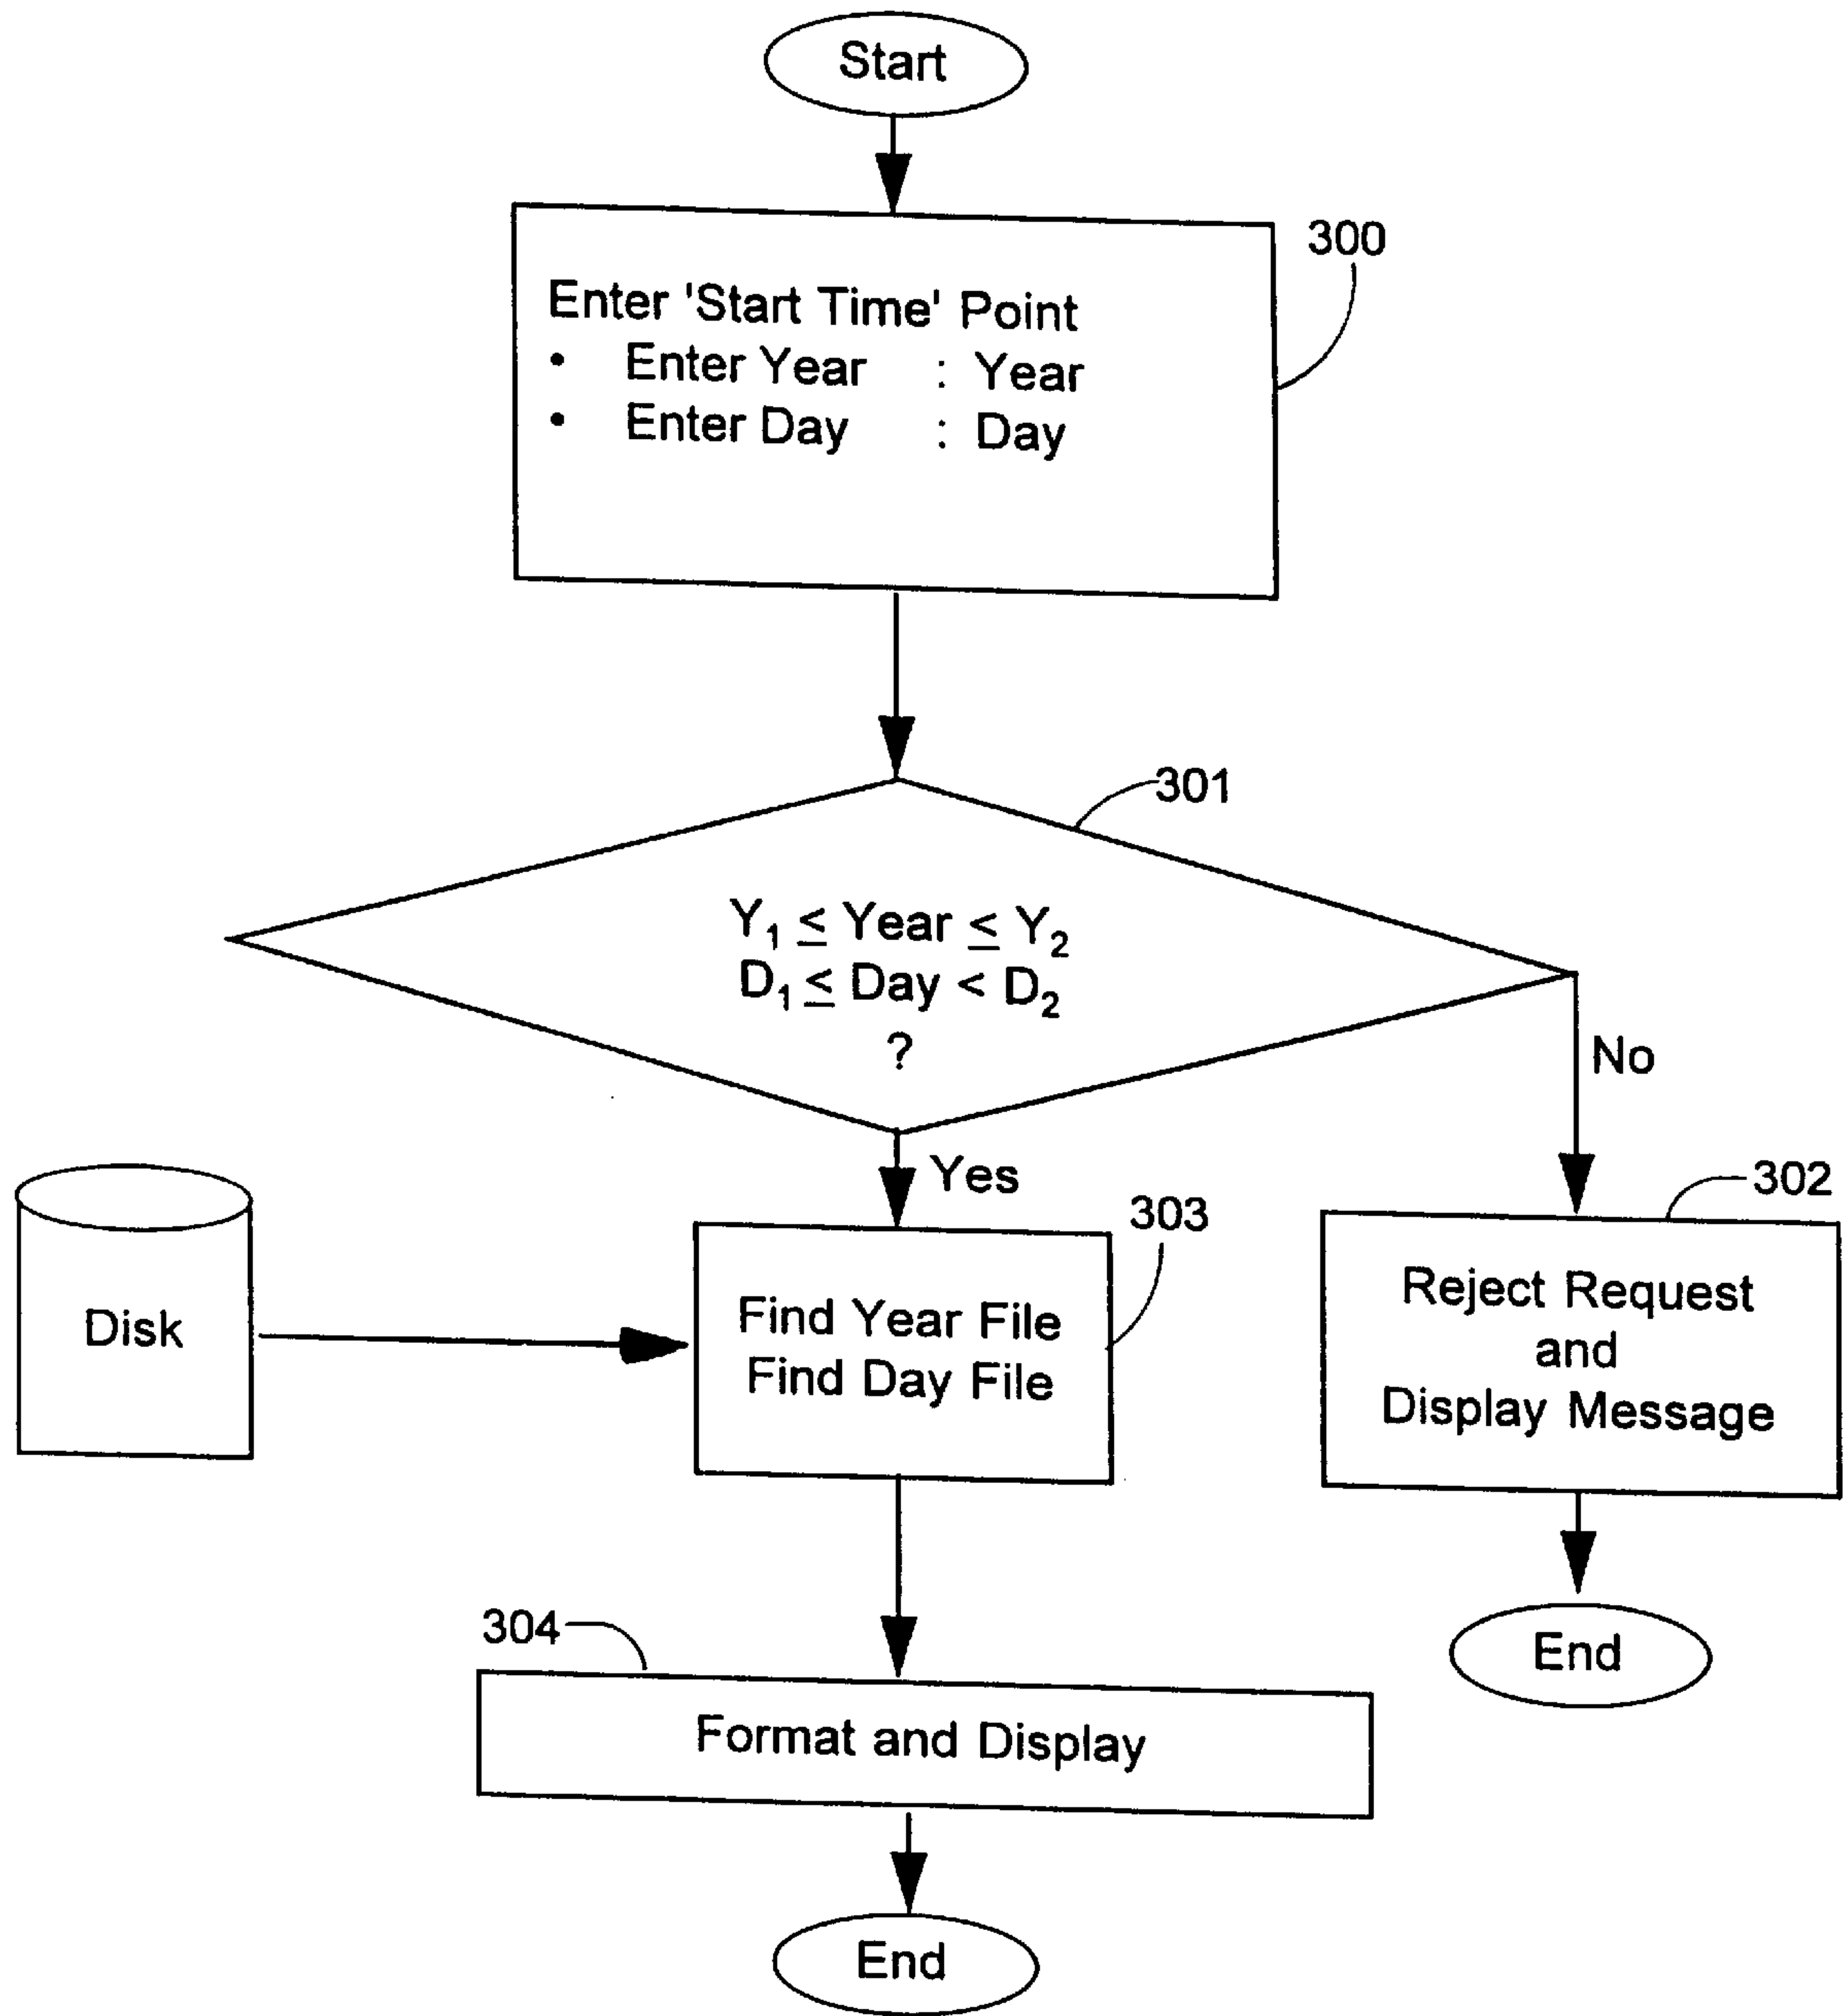 Start
300
Enter 'Start Time' Point
• Enter Year : Year
• Enter Day : Day
301
Y₁ ≤ Year ≤ Y₂
D₁ ≤ Day < D₂
?
No
Yes
302
303
Disk
Find Year File
Find Day File
Reject Request
and
Display Message
304
End
Format and Display
End